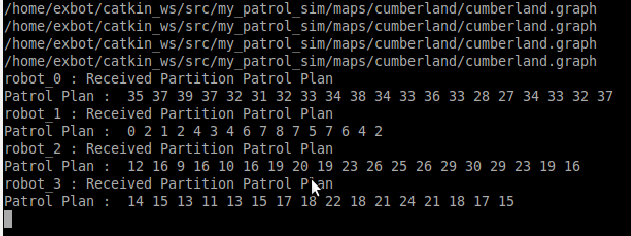 /home/exbot/catkin_ws/src/my_patrol_sim/maps/cumberland/cumberland.graph
/home/exbot/catkin_ws/src/my_patrol_sim/maps/cumberland/cumberland.graph
/home/exbot/catkin_ws/src/my_patrol_sim/maps/cumberland/cumberland.graph
/home/exbot/catkin_ws/src/my_patrol_sim/maps/cumberland/cumberland.graph
robot_0 : Received Partition Patrol Plan
Patrol Plan :  35 37 39 37 32 31 32 33 34 38 34 33 36 33 28 27 34 33 32 37
robot_1 : Received Partition Patrol Plan
Patrol Plan :  0 2 1 2 4 3 4 6 7 8 7 5 7 6 4 2
robot_2 : Received Partition Patrol Plan
Patrol Plan :  12 16 9 16 10 16 19 20 19 23 26 25 26 29 30 29 23 19 16
robot_3 : Received Partition Patrol Plan
Patrol Plan :  14 15 13 11 13 15 17 18 22 18 21 24 21 18 17 15